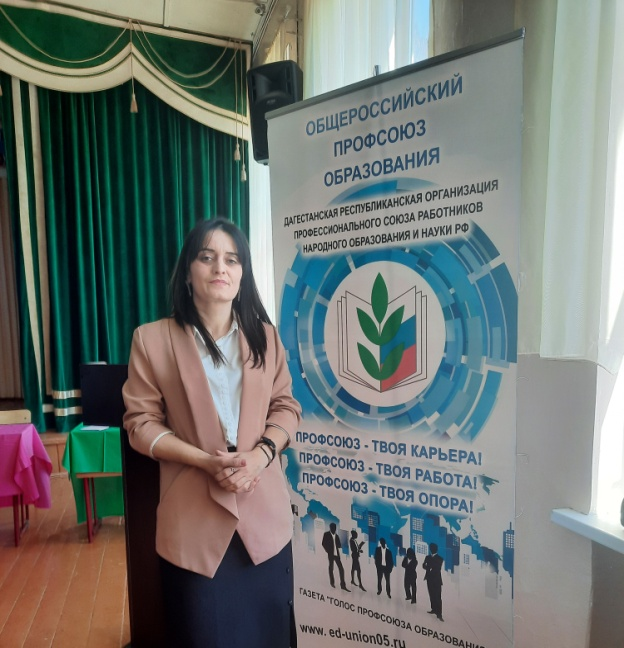 ОБЩЕРОССИЙСКИЙ
ПРОФСОЮЗ
ОБРАЗОВАНИЯ
ДАГЕСТАНСКАЯ РЕСПУБЛИКАНСКАЯ ОРГАНИЗАЦИЯ
ПРОФЕССИОНАЛЬНОГО СОЮЗА РАБОТНИКОВ
НАРОДНОГО ОБРАЗОВАНИЯ И НАУКИ РФ
ПРОФСОЮЗ - ТВОЯ КАРЬЕРА!
ПРОФСОЮЗ - ТВОЯ РАБОТА!
ПРОФСОЮЗ - ТВОЯ ОПОРА!
ГАЗЕТА "ГОЛОС ПРОФСОЮЗА ОБРАЗОВАНИЯ
www. ed-union05.ru